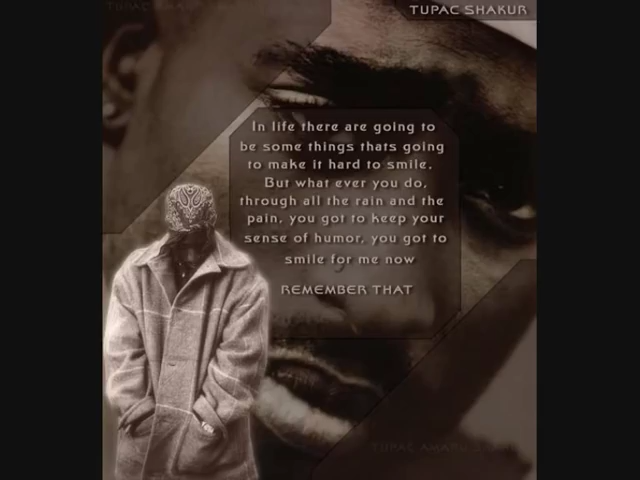 TUPAC SHAKUR
In life there are going to
be some things thats going
to make it hard to smile.
But what ever you do,
through all the rain and the
pain, you got to keep your
sense of humor, you got to
smile for me now
REMEMBER THAT
TUPAC AMARU